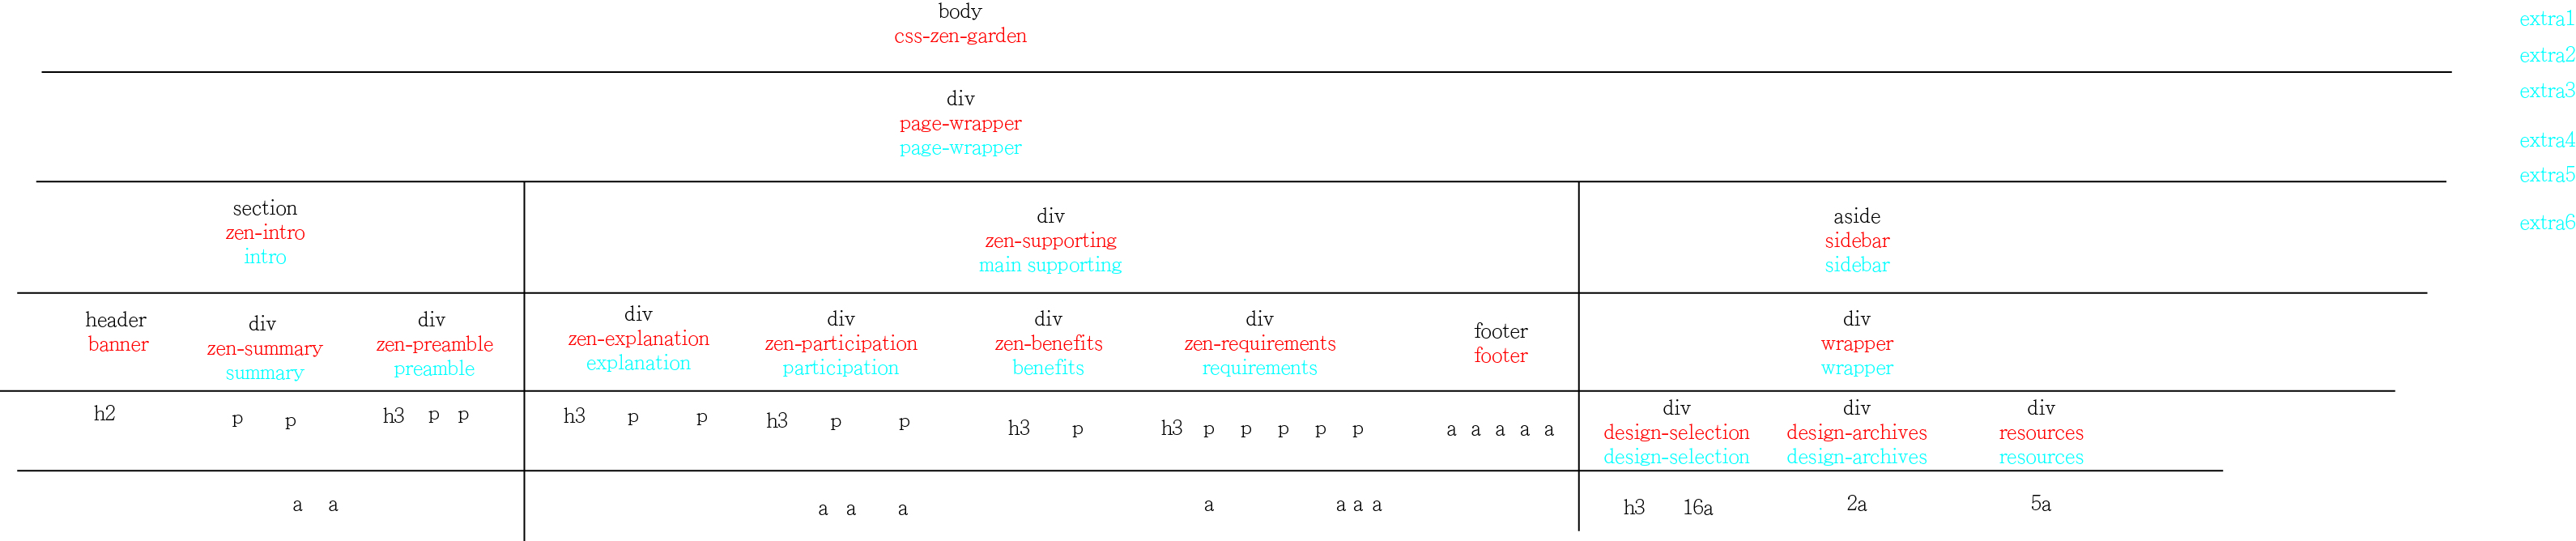 body
css-zen-garden
extra1
extra2
extra3
extra4
extra5
extra6
div
page-wrapper
page-wrapper
section
zen-intro
intro
div
zen-supporting
main supporting
aside
sidebar
sidebar
header
banner
div
zen-summary
summary
div
zen-preamble
preamble
div
zen-explanation
explanation
div
zen-participation
participation
div
zen-benefits
benefits
div
zen-requirements
requirements
footer
footer
div
wrapper
wrapper
h2
p p
h3 p p
h3 p p
h3 p p
h3 p
h3 p p p p p
a a a a a
div
design-selection
design-selection
div
design-archives
design-archives
div
resources
resources
a a
a a a
a a a a
h3 16a
2a
5a